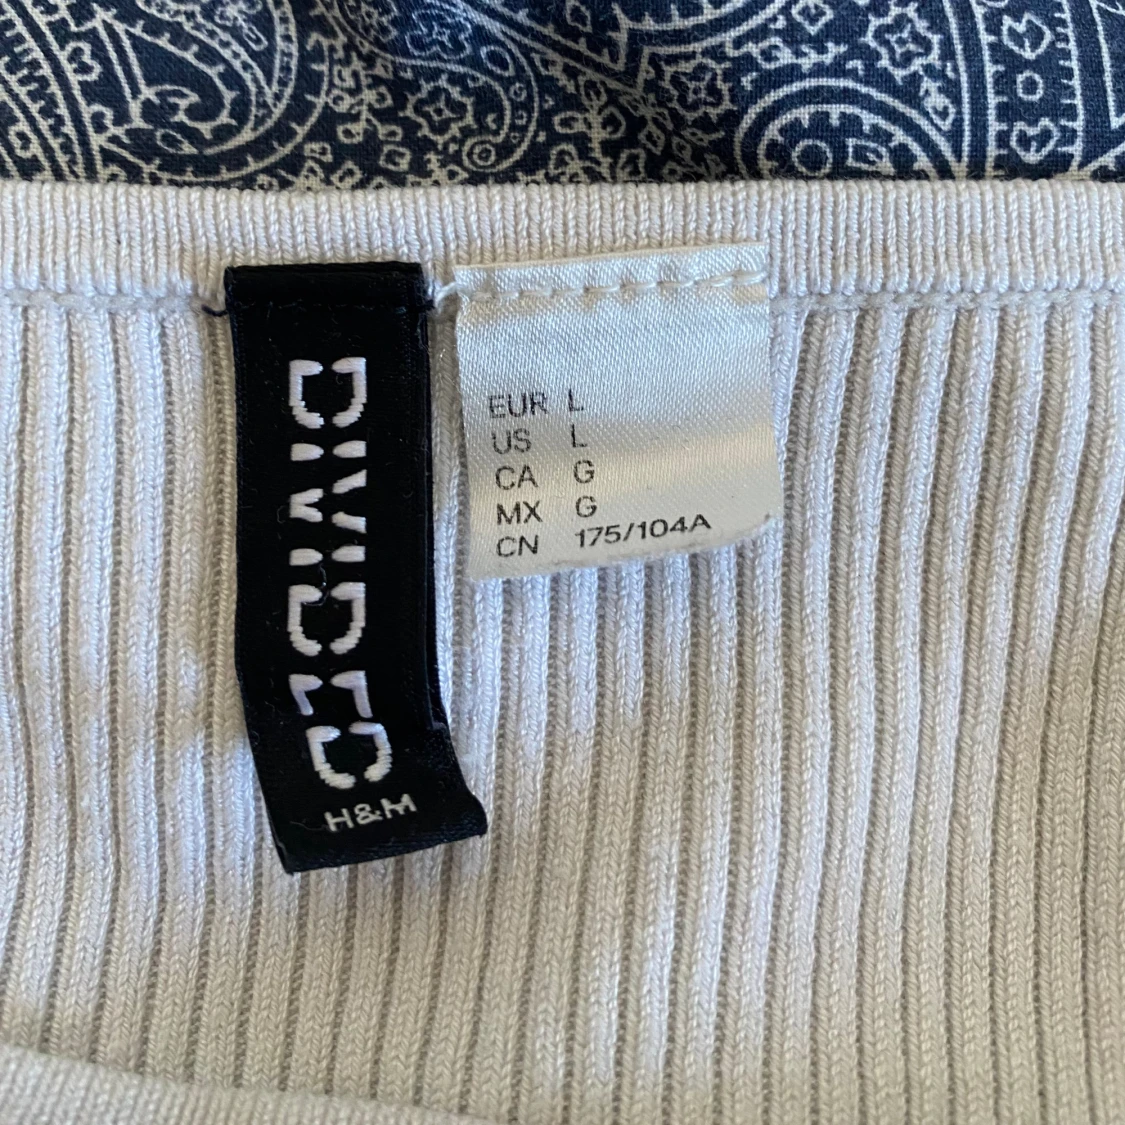 DIVIDED
H&M
EUR L
US L
CA G
MX G
CN 175/104A